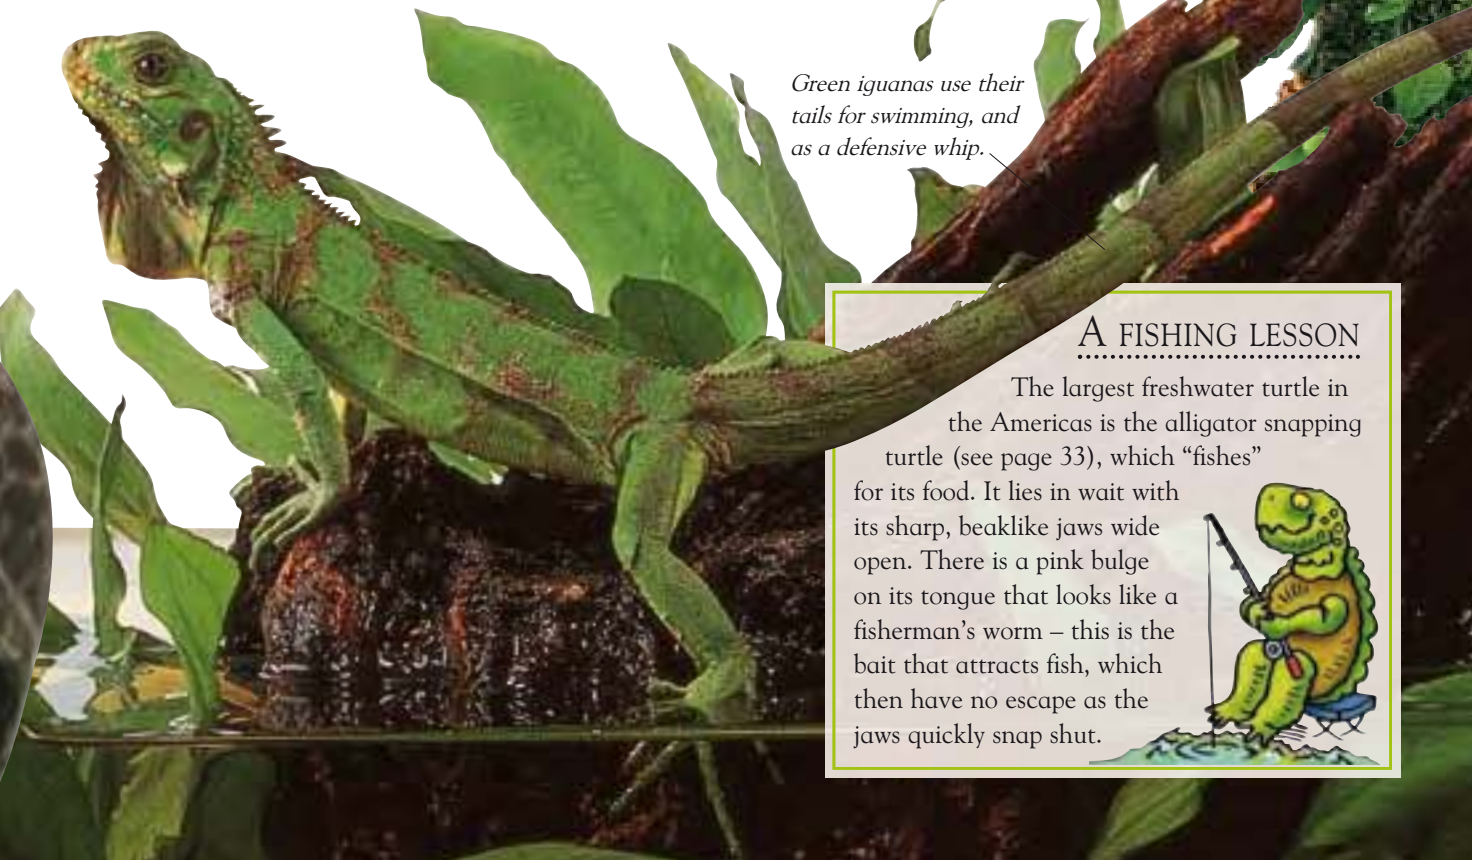 Green iguanas use their
tails for swimming, and
as a defensive whip.
A FISHING LESSON
The largest freshwater turtle in
the Americas is the alligator snapping
turtle (see page 33), which “fishes”
for its food. It lies in wait with
its sharp, beaklike jaws wide
open. There is a pink bulge
on its tongue that looks like a
fisherman’s worm – this is the
bait that attracts fish, which
then have no escape as the
jaws quickly snap shut.